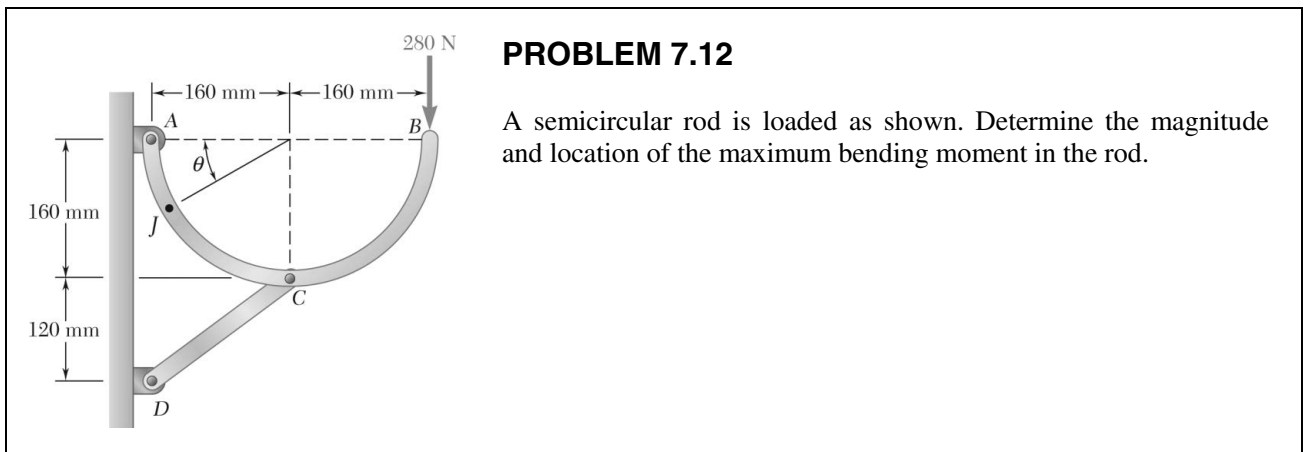 280 N
PROBLEM 7.12
160 mm
160 mm
A semicircular rod is loaded as shown. Determine the magnitude
and location of the maximum bending moment in the rod.
A
B
θ
160 mm
J
C
120 mm
D